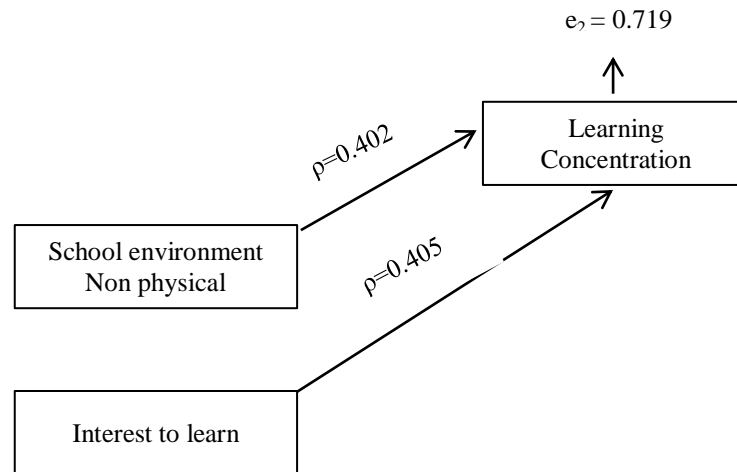 e₂ = 0.719
Learning
Concentration
ρ=0.402
School environment
Non physical
ρ=0.405
Interest to learn